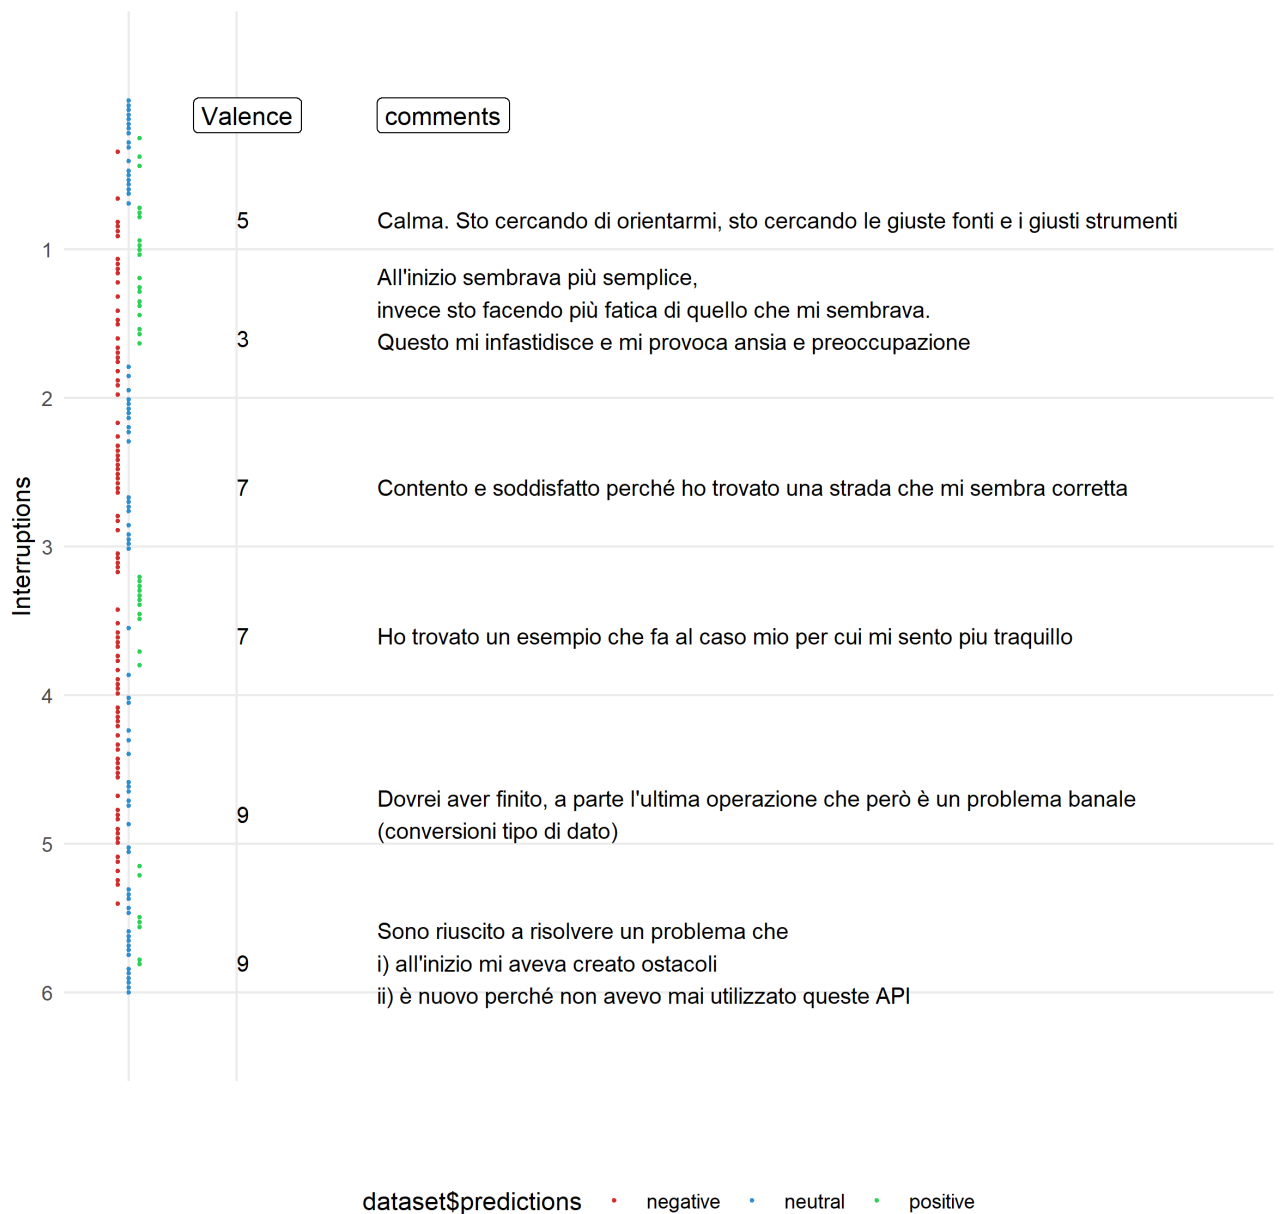 Valence
comments
5
Calma. Sto cercando di orientarmi, sto cercando le giuste fonti e i giusti strumenti
1
All'inizio sembrava più semplice,
invece sto facendo più fatica di quello che mi sembrava.
3
Questo mi infastidisce e mi provoca ansia e preoccupazione
2
7
Contento e soddisfatto perché ho trovato una strada che mi sembra corretta
Interruptions
3
7
Ho trovato un esempio che fa al caso mio per cui mi sento piu traquillo
4
Dovrei aver finito, a parte l'ultima operazione che però è un problema banale
9
(conversioni tipo di dato)
5
Sono riuscito a risolvere un problema che
9
i) all'inizio mi aveva creato ostacoli
6
ii) è nuovo perché non avevo mai utilizzato queste API
dataset$predictions negative neutral positive